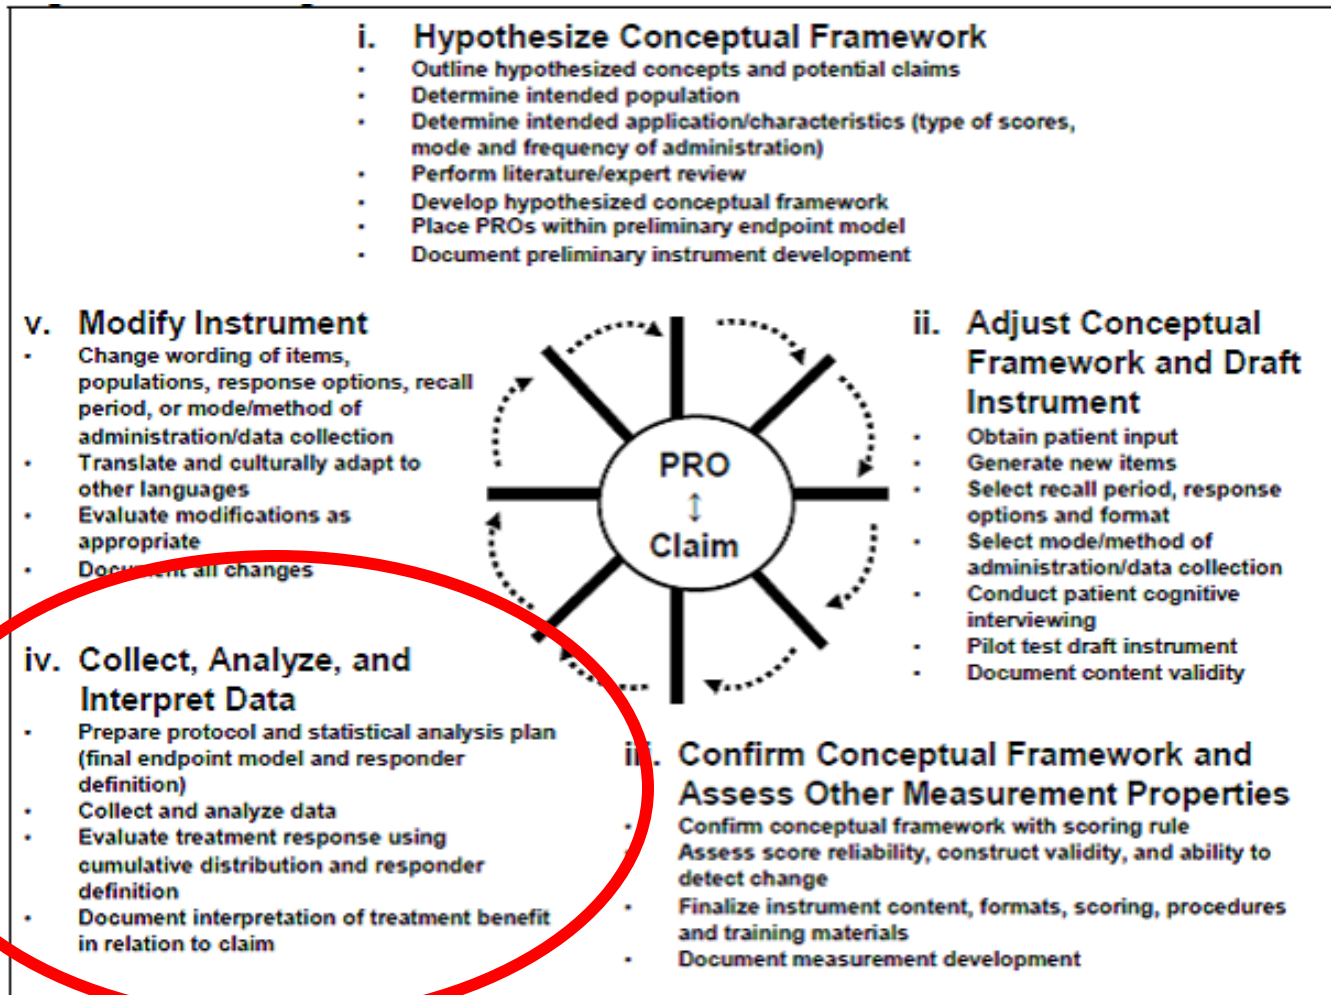 i. Hypothesize Conceptual Framework
· Outline hypothesized concepts and potential claims
· Determine intended population
· Determine intended application/characteristics (type of scores,
mode and frequency of administration)
· Perform literature/expert review
· Develop hypothesized conceptual framework
· Place PROs within preliminary endpoint model
· Document preliminary instrument development
v. Modify Instrument
· Change wording of items,
populations, response options, recall
period, or mode/method of
administration/data collection
· Translate and culturally adapt to
other languages
· Evaluate modifications as
appropriate
· Document all changes
PRO
↕
Claim
ii. Adjust Conceptual
Framework and Draft
Instrument
· Obtain patient input
· Generate new items
· Select recall period, response
options and format
· Select mode/method of
administration/data collection
· Conduct patient cognitive
interviewing
· Pilot test draft instrument
· Document content validity
iv. Collect, Analyze, and
Interpret Data
· Prepare protocol and statistical analysis plan
(final endpoint model and responder
definition)
· Collect and analyze data
· Evaluate treatment response using
cumulative distribution and responder
definition
· Document interpretation of treatment benefit
in relation to claim
iii. Confirm Conceptual Framework and
Assess Other Measurement Properties
· Confirm conceptual framework with scoring rule
· Assess score reliability, construct validity, and ability to
detect change
· Finalize instrument content, formats, scoring, procedures
and training materials
· Document measurement development